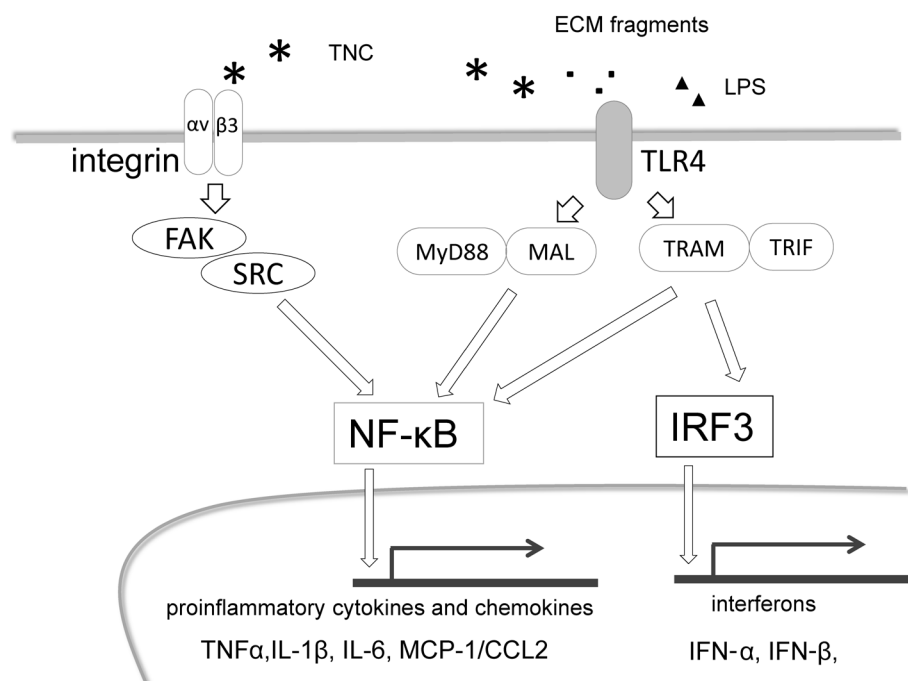 ECM fragments
TNC
LPS
αv β3
integrin
TLR4
FAK
SRC
MyD88 MAL
TRAM TRIF
NF-κB
IRF3
proinflammatory cytokines and chemokines
TNFα,IL-1β, IL-6, MCP-1/CCL2
interferons
IFN-α, IFN-β,